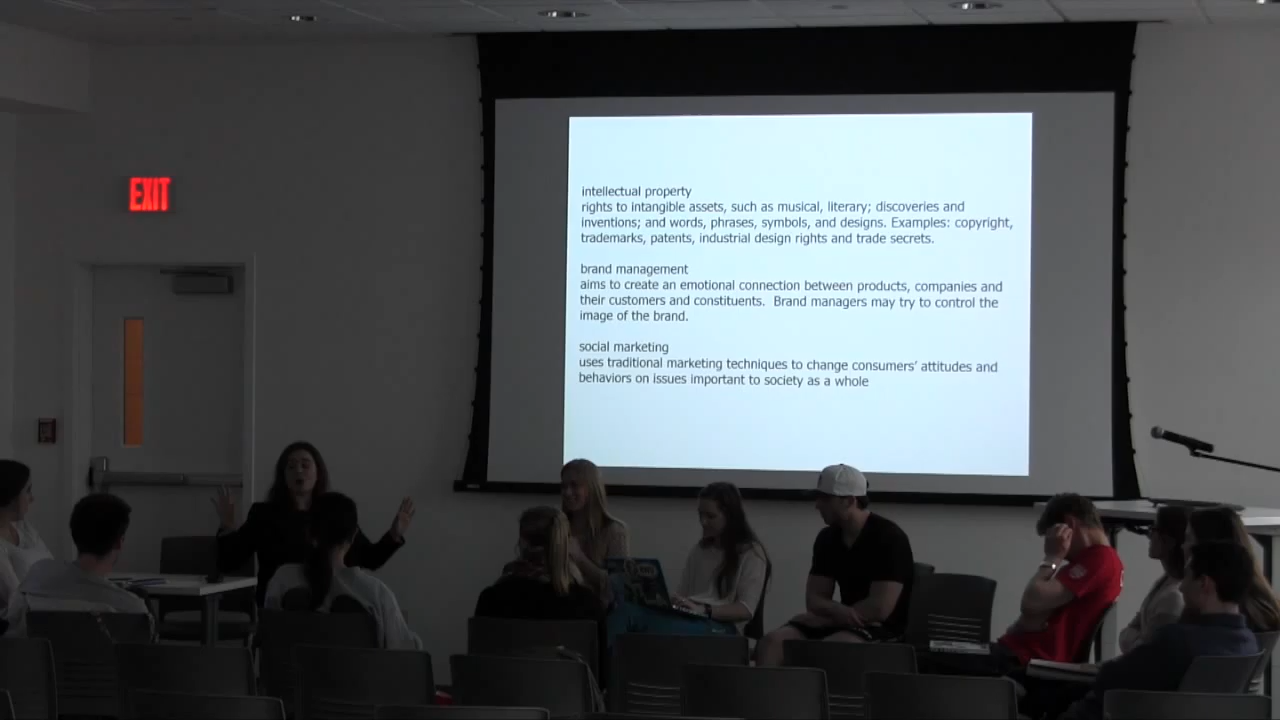 EXIT
intellectual property
rights to intangible assets, such as musical, literary; discoveries and
inventions; and words, phrases, symbols, and designs. Examples: copyright,
trademarks, patents, industrial design rights and trade secrets.
brand management
aims to create an emotional connection between products, companies and
their customers and constituents.  Brand managers may try to control the
image of the brand.
social marketing
uses traditional marketing techniques to change consumers’ attitudes and
behaviors on issues important to society as a whole